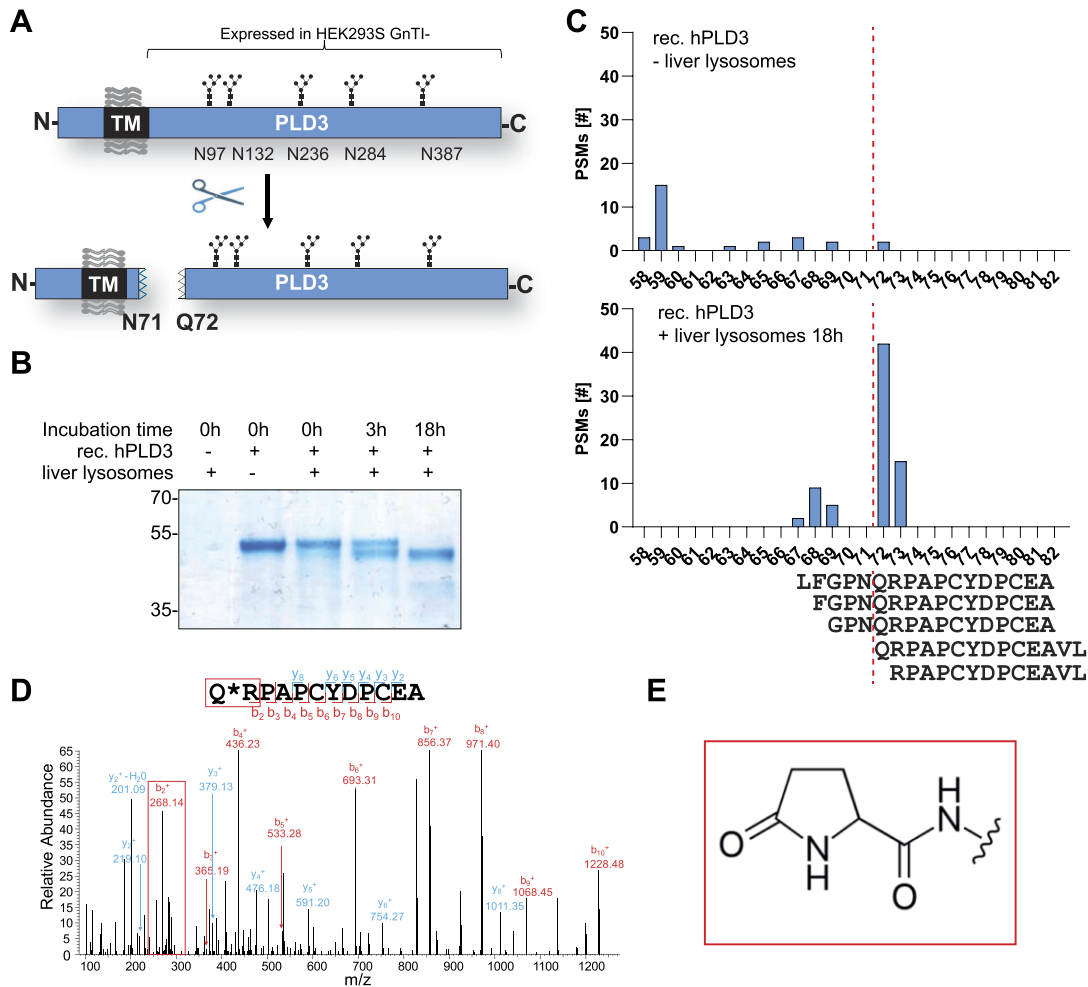 A
Expressed in HEK293S GnTI-
N-
TM
PLD3
-C
N97 N132 N236 N284 N387
N-
TM
PLD3
-C
N71 Q72
B
Incubation time 0h 0h 0h 3h 18h
rec. hPLD3 - + + + +
liver lysosomes + - + + +
70-
55-
35-
C
rec. hPLD3
- liver lysosomes
PSMs [#]
50
40
30
20
10
0
58 59 60 61 62 63 64 65 66 67 68 69 70 71 72 73 74 75 76 77 78 79 80 81 82
rec. hPLD3
+ liver lysosomes 18h
PSMs [#]
50
40
30
20
10
0
58 59 60 61 62 63 64 65 66 67 68 69 70 71 72 73 74 75 76 77 78 79 80 81 82
LFGPNQRPAPCYDPCEA
FGPNQRPAPCYDPCEA
GPNQRPAPCYDPCEA
QRPAPCYDPCEAVL
RPAPCYDPCEAVL
D
y8 y6 y5 y4 y3 y2
Q*RPAPCYDPCEA
b2 b3 b4 b5 b6 b7 b8 b9 b10
Relative Abundance
65
60
55
50
45
40
35
30
25
20
15
10
5
0
y2+ -H20
201.09
y2+
219.10
b2+
268.14
b3+
365.19
y3+
379.13
b4+
436.23
y4+
476.18
b5+
533.28
y5+
591.20
b6+
693.31
y6+
754.27
b7+
856.37
b8+
971.40
y8+
1011.35
b9+
1068.45
b10+
1228.48
100 200 300 400 500 600 700 800 900 1000 1100 1200
m/z
E
O
N
H
O
H
N